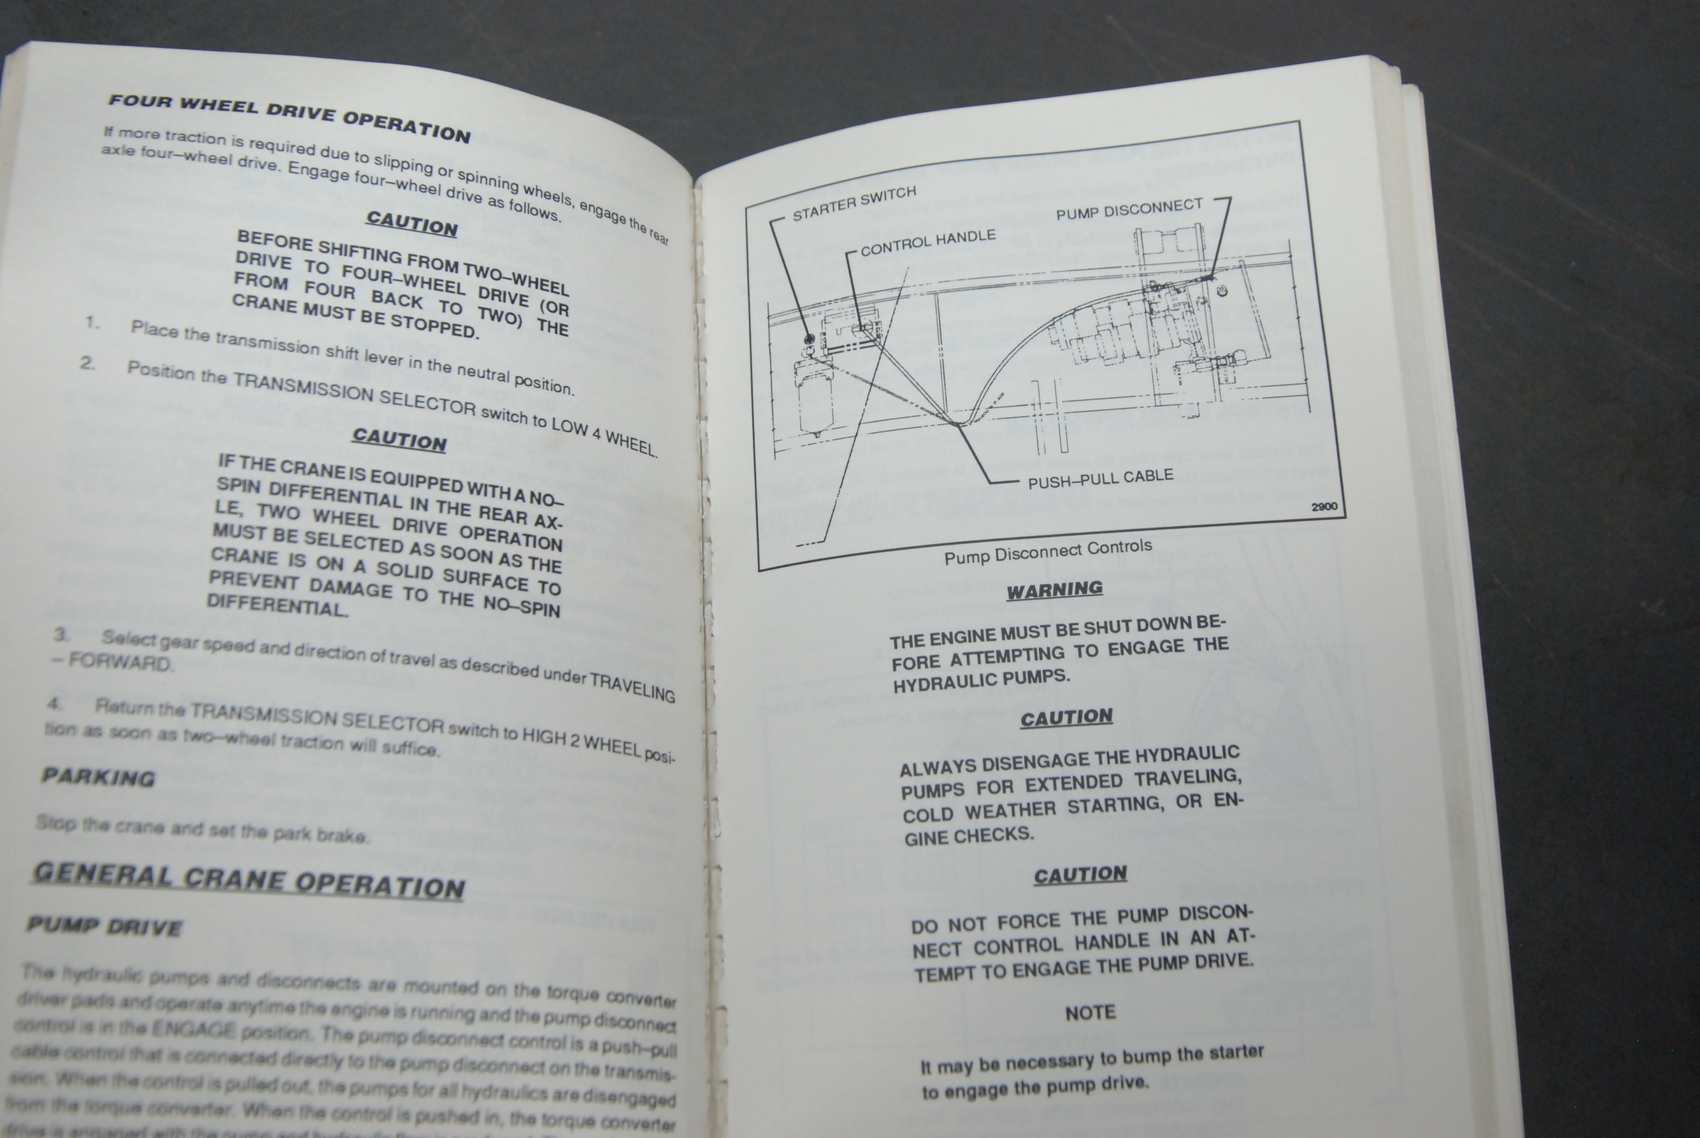 FOUR WHEEL DRIVE OPERATION
If more traction is required due to slipping or spinning wheels, engage the rear
axle four–wheel drive. Engage four–wheel drive as follows.
CAUTION
BEFORE SHIFTING FROM TWO–WHEEL
DRIVE TO FOUR–WHEEL DRIVE (OR
FROM FOUR BACK TO TWO) THE
CRANE MUST BE STOPPED.
1. Place the transmission shift lever in the neutral position.
2. Position the TRANSMISSION SELECTOR switch to LOW 4 WHEEL.
CAUTION
IF THE CRANE IS EQUIPPED WITH A NO–
SPIN DIFFERENTIAL IN THE REAR AX-
LE, TWO WHEEL DRIVE OPERATION
MUST BE SELECTED AS SOON AS THE
CRANE IS ON A SOLID SURFACE TO
PREVENT DAMAGE TO THE NO–SPIN
DIFFERENTIAL.
3. Select gear speed and direction of travel as described under TRAVELING
– FORWARD.
4. Return the TRANSMISSION SELECTOR switch to HIGH 2 WHEEL posi-
tion as soon as two–wheel traction will suffice.
PARKING
Stop the crane and set the park brake.
GENERAL CRANE OPERATION
PUMP DRIVE
The hydraulic pumps and disconnects are mounted on the torque converter
driver pads and operate anytime the engine is running and the pump disconnect
control is in the ENGAGE position. The pump disconnect control is a push–pull
cable control that is connected directly to the pump disconnect on the transmis-
sion. When the control is pulled out, the pumps for all hydraulics are disengaged
from the torque converter. When the control is pushed in, the torque converter
drive is engaged with the pump and hydraulic
STARTER SWITCH
CONTROL HANDLE
PUMP DISCONNECT
PUSH–PULL CABLE
2900
Pump Disconnect Controls
WARNING
THE ENGINE MUST BE SHUT DOWN BE-
FORE ATTEMPTING TO ENGAGE THE
HYDRAULIC PUMPS.
CAUTION
ALWAYS DISENGAGE THE HYDRAULIC
PUMPS FOR EXTENDED TRAVELING,
COLD WEATHER STARTING, OR EN-
GINE CHECKS.
CAUTION
DO NOT FORCE THE PUMP DISCON-
NECT CONTROL HANDLE IN AN AT-
TEMPT TO ENGAGE THE PUMP DRIVE.
NOTE
It may be necessary to bump the starter
to engage the pump drive.